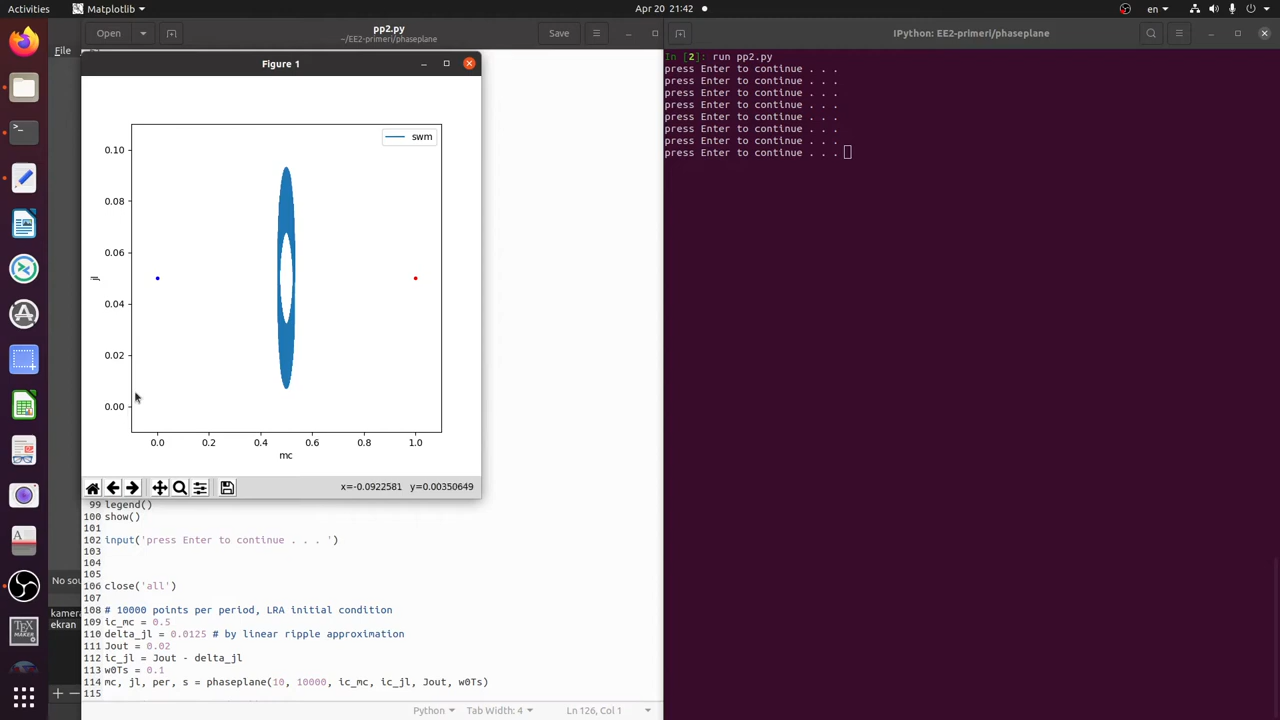 Activities
Matplotlib
Apr 20 21:42
en
File
Open
pp2.py
~/EE2-primeri/phaseplane
Save
IPython: EE2-primeri/phaseplane
Figure 1
swm
0.10
0.08
0.06
0.04
0.02
0.00
jl
0.0 0.2 0.4 0.6 0.8 1.0
mc
x=-0.0922581 y=0.00350649
In [2]: run pp2.py
press Enter to continue . . .
press Enter to continue . . .
press Enter to continue . . .
press Enter to continue . . .
press Enter to continue . . .
press Enter to continue . . .
press Enter to continue . . .
press Enter to continue . . .
99 legend()
100 show()
101
102 input('press Enter to continue . . . ')
103
104
105
106 close('all')
107
108 # 10000 points per period, LRA initial condition
109 ic_mc = 0.5
110 delta_jl = 0.0125 # by linear ripple approximation
111 Jout = 0.02
112 ic_jl = Jout - delta_jl
113 w0Ts = 0.1
114 mc, jl, per, s = phaseplane(10, 10000, ic_mc, ic_jl, Jout, w0Ts)
115
No sou
kamera
ekran
TEX
MAKER
Python
Tab Width: 4
Ln 126, Col 1